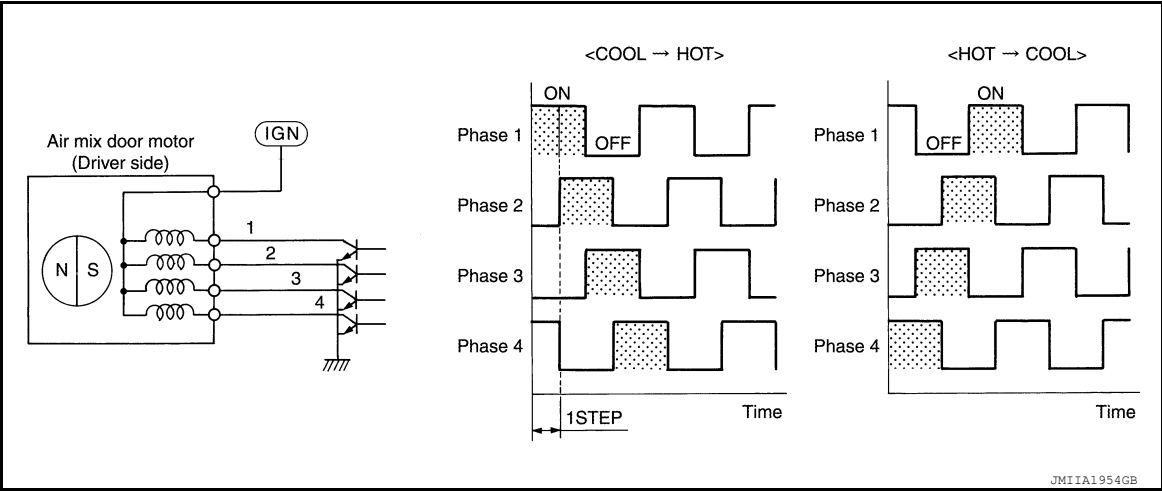 Air mix door motor
(Driver side)
IGN
N S
1
2
3
4
<COOL → HOT>
ON
Phase 1
OFF
Phase 2
Phase 3
Phase 4
1STEP
Time
<HOT → COOL>
ON
Phase 1
OFF
Phase 2
Phase 3
Phase 4
Time
JMIIA1954GB